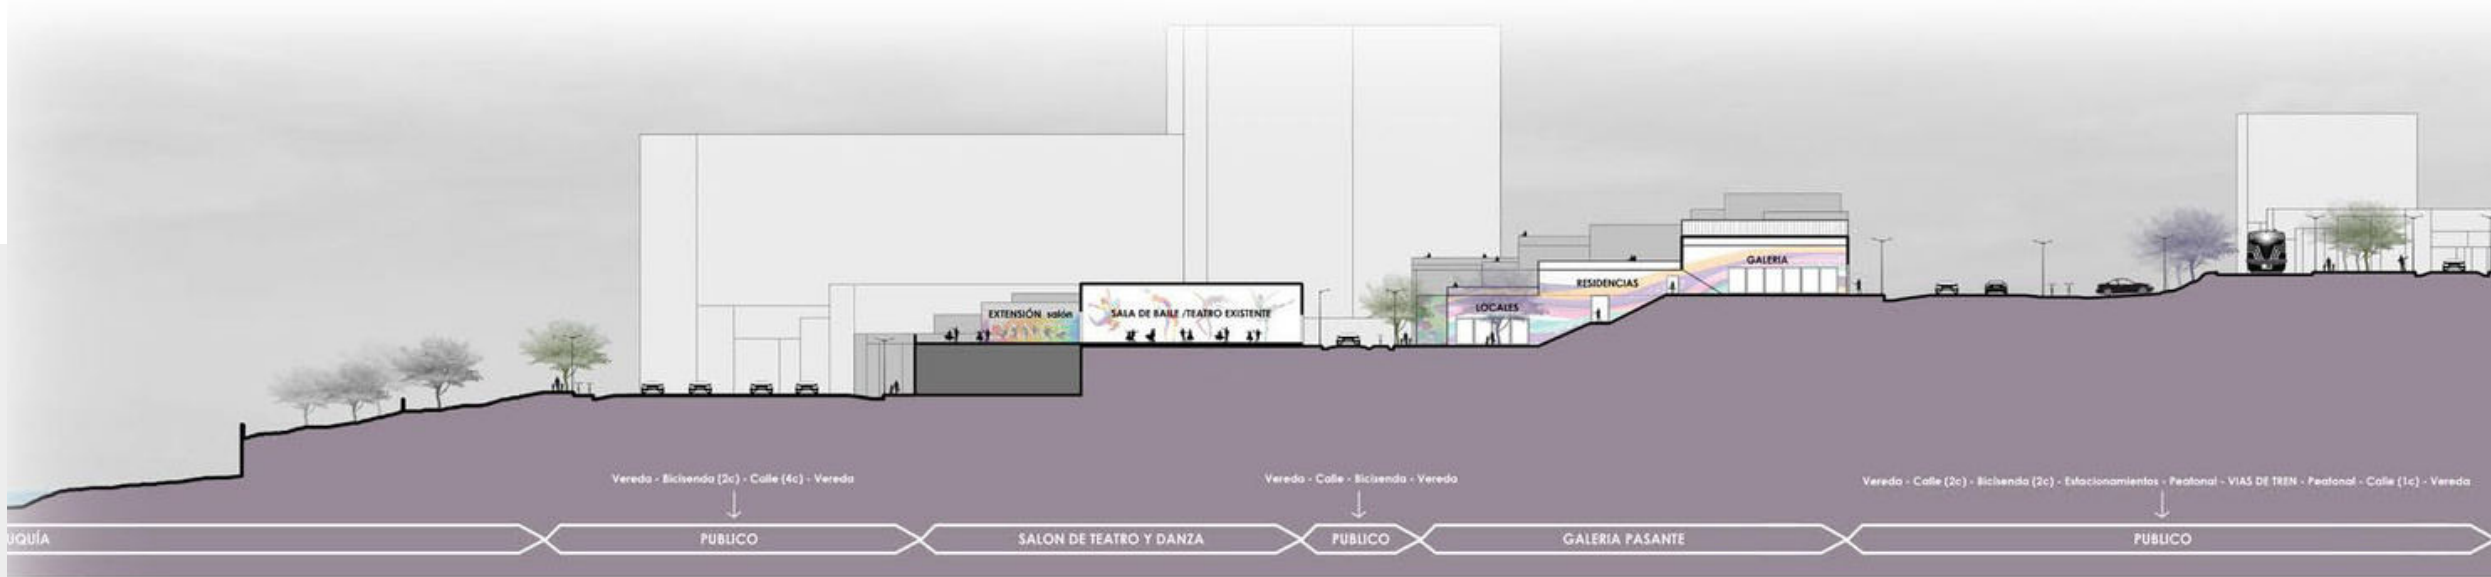 EXTENSIÓN salón
SALA DE BAILE /TEATRO EXISTENTE
LOCALES
RESIDENCIAS
GALERIA
Vereda - Bicisenda (2c) - Calle (4c) - Vereda
Vereda - Calle - Bicisenda - Vereda
Vereda - Calle (2c) - Bicisenda (2c) - Estacionamientos - Peatonal - VIAS DE TREN - Peatonal - Calle (1c) - Vereda
UQUÍA
PUBLICO
SALON DE TEATRO Y DANZA
PUBLICO
GALERIA PASANTE
PUBLICO